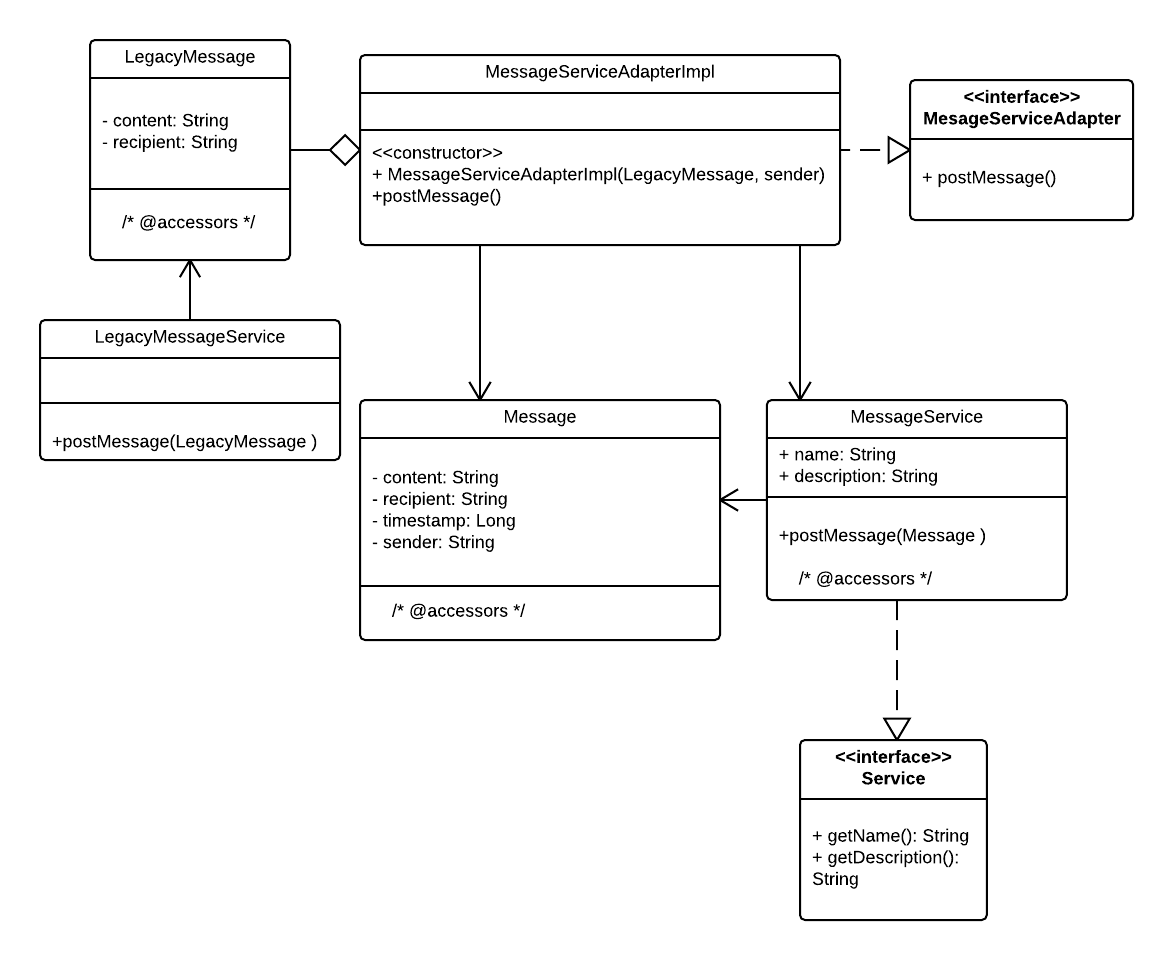 LegacyMessage
- content: String
- recipient: String
/* @accessors */
MessageServiceAdapterImpl
<<constructor>>
+ MessageServiceAdapterImpl(LegacyMessage, sender)
+postMessage()
<<interface>>
MesageServiceAdapter
+ postMessage()
LegacyMessageService
+postMessage(LegacyMessage )
Message
- content: String
- recipient: String
- timestamp: Long
- sender: String
/* @accessors */
MessageService
+ name: String
+ description: String
+postMessage(Message )
/* @accessors */
<<interface>>
Service
+ getName(): String
+ getDescription():
String